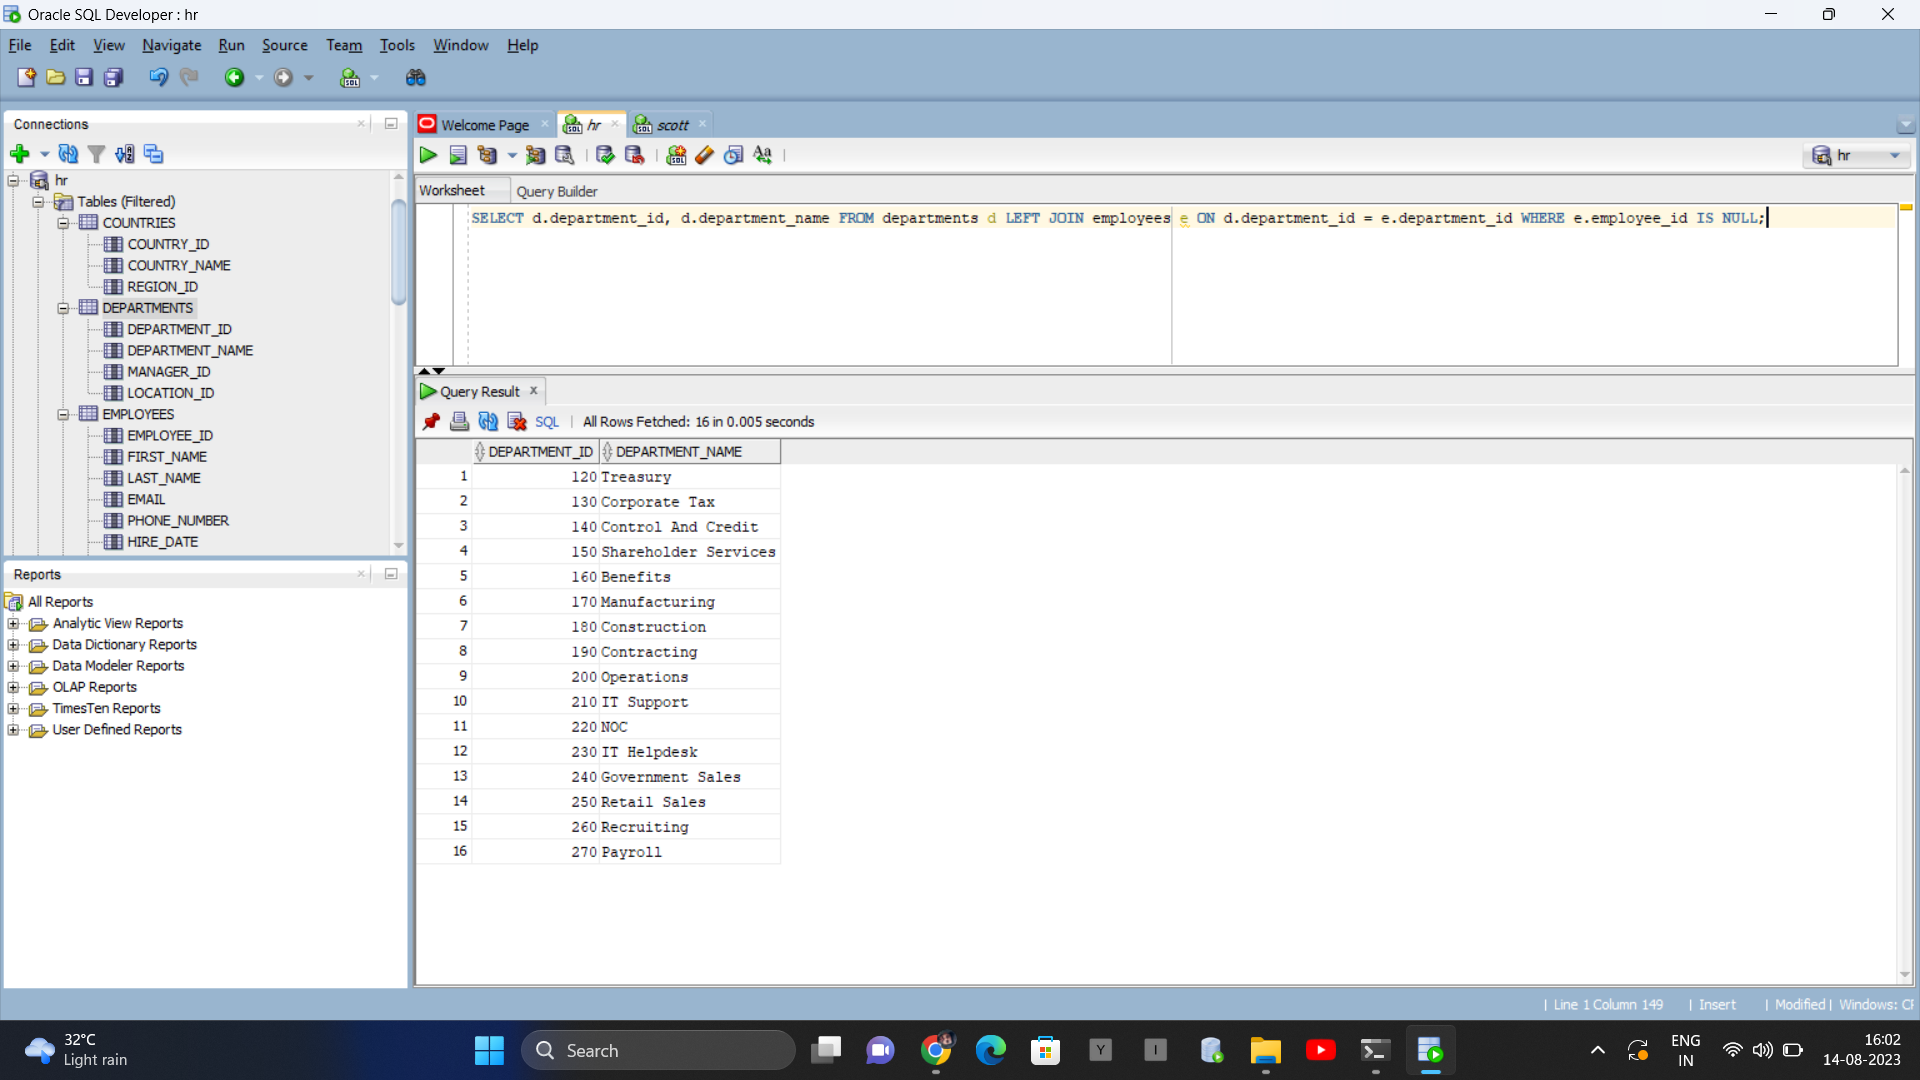 Oracle SQL Developer : hr
File Edit View Navigate Run Source Team Tools Window Help
Connections
hr
Tables (Filtered)
COUNTRIES
COUNTRY_ID
COUNTRY_NAME
REGION_ID
DEPARTMENTS
DEPARTMENT_ID
DEPARTMENT_NAME
MANAGER_ID
LOCATION_ID
EMPLOYEES
EMPLOYEE_ID
FIRST_NAME
LAST_NAME
EMAIL
PHONE_NUMBER
HIRE_DATE
Reports
All Reports
Analytic View Reports
Data Dictionary Reports
Data Modeler Reports
OLAP Reports
TimesTen Reports
User Defined Reports
Welcome Page hr scott
hr
Worksheet Query Builder
SELECT d.department_id, d.department_name FROM departments d LEFT JOIN employees e ON d.department_id = e.department_id WHERE e.employee_id IS NULL;
Query Result
SQL | All Rows Fetched: 16 in 0.005 seconds
DEPARTMENT_ID DEPARTMENT_NAME
1 120 Treasury
2 130 Corporate Tax
3 140 Control And Credit
4 150 Shareholder Services
5 160 Benefits
6 170 Manufacturing
7 180 Construction
8 190 Contracting
9 200 Operations
10 210 IT Support
11 220 NOC
12 230 IT Helpdesk
13 240 Government Sales
14 250 Retail Sales
15 260 Recruiting
16 270 Payroll
| Line 1 Column 149 | Insert | Modified | Windows: CF
32°C
Light rain
Search
Y
I
ENG
IN
16:02
14-08-2023